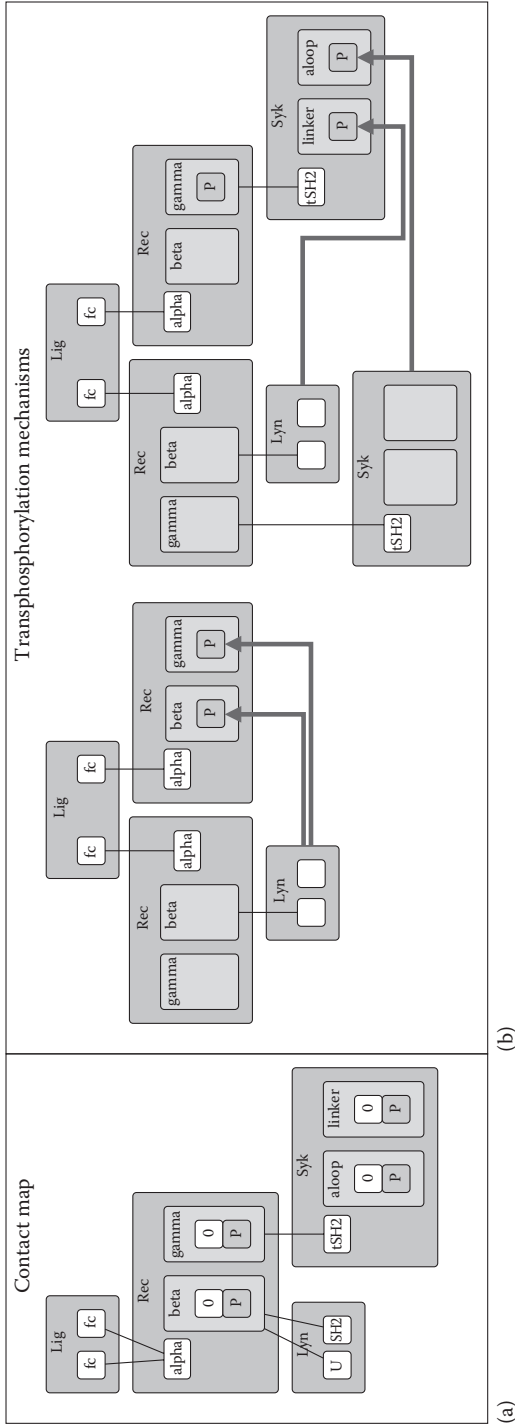 Contact map
Lig
fc
fc
Rec
alpha
beta
0
P
gamma
0
P
Lyn
U
SH2
Syk
tSH2
aloop
0
P
linker
0
P
(a)
Transphosphorylation mechanisms
Lig
fc
fc
Rec
gamma
beta
alpha
Rec
alpha
beta
P
gamma
P
Lyn
Lig
fc
fc
Rec
gamma
beta
alpha
Rec
alpha
beta
gamma
P
Lyn
Syk
tSH2
Syk
tSH2
linker
P
aloop
P
(b)